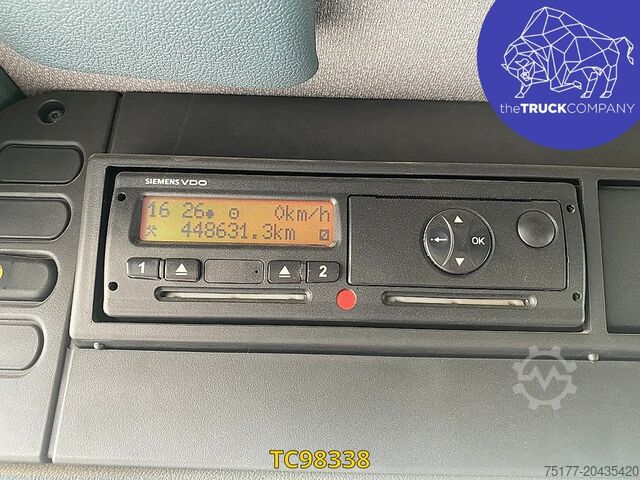 theTRUCKCOMPANY
SIEMENS VDO
16 26 0km/h
448631.3km
1 2
OK
TC98338
75177-20435420